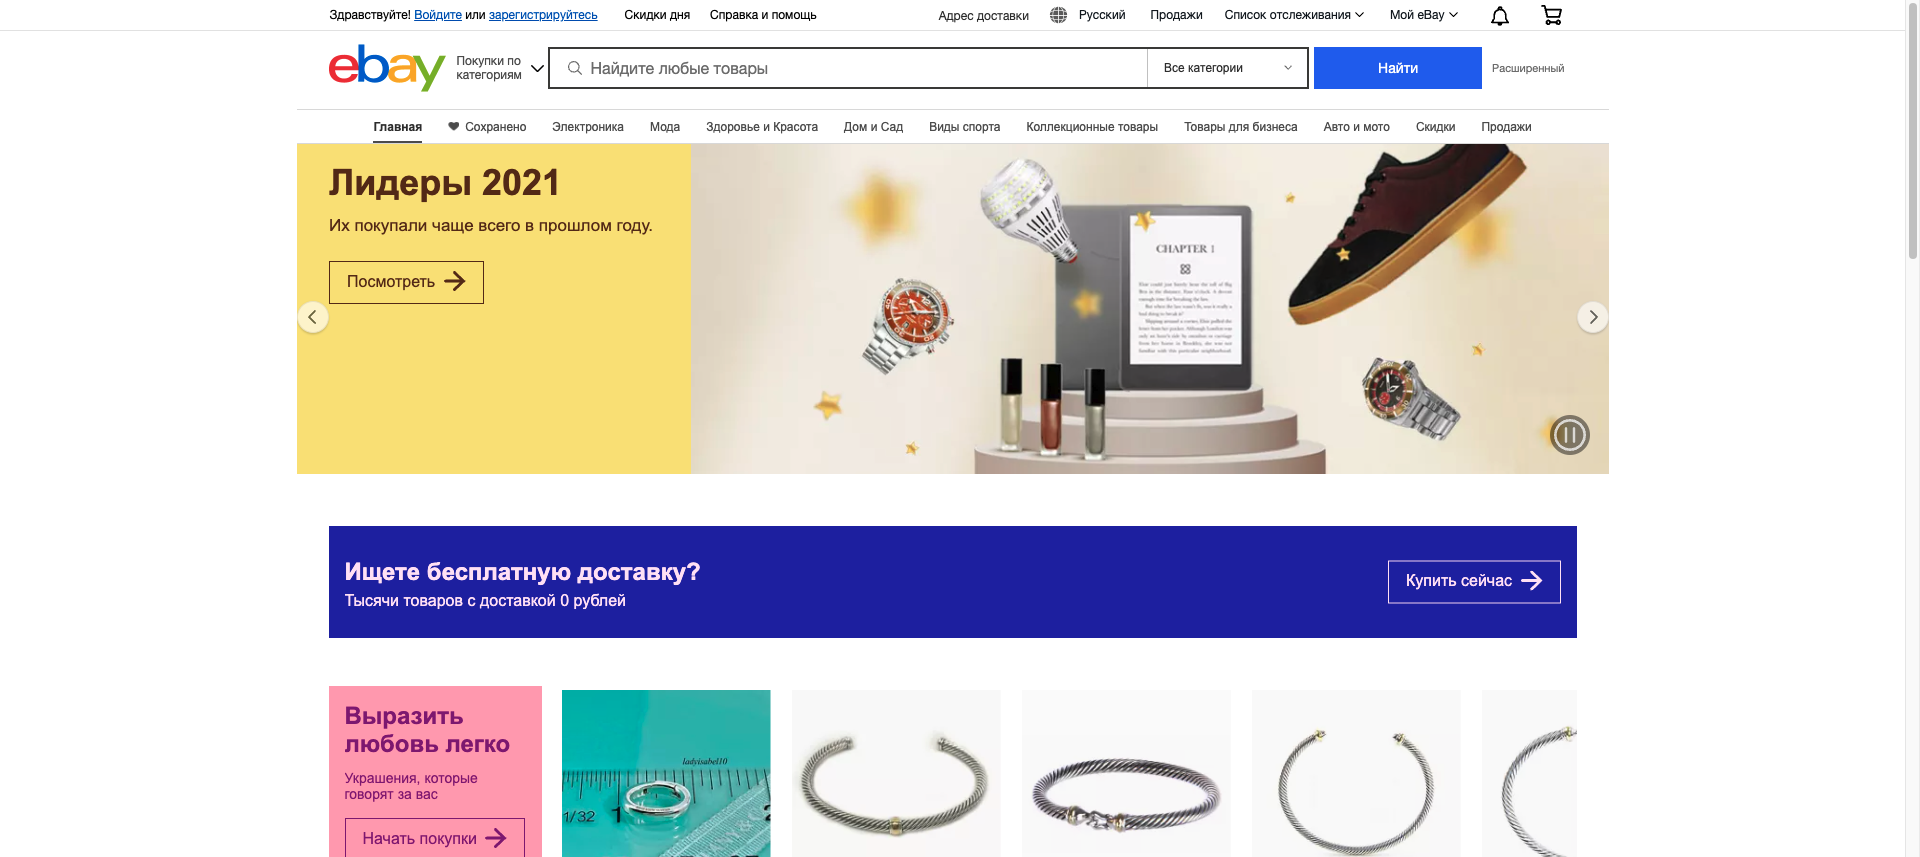 Здравствуйте! Войдите или зарегистрируйтесь
Скидки дня
Справка и помощь
Адрес доставки
Русский
Продажи
Список отслеживания
Мой eBay
ebay
Покупки по
категориям
Найдите любые товары
Все категории
Найти
Расширенный
Главная
Сохранено
Электроника
Мода
Здоровье и Красота
Дом и Сад
Виды спорта
Коллекционные товары
Товары для бизнеса
Авто и мото
Скидки
Продажи
Лидеры 2021
Их покупали чаще всего в прошлом году.
Посмотреть
CHAPTER 1
Ищете бесплатную доставку?
Тысячи товаров с доставкой 0 рублей
Купить сейчас
Выразить
любовь легко
Украшения, которые
говорят за вас
Начать покупки
ladyisabel10
1/32
1